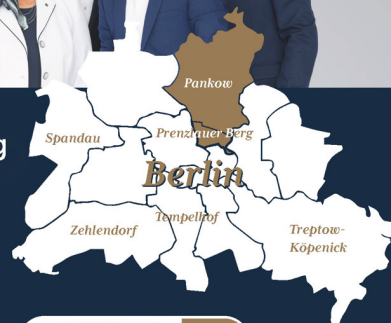 Pankow
Prenzlauer Berg
Spandau
g
Berlin
Tempelhof
Zehlendorf
Treptow-
Köpenick